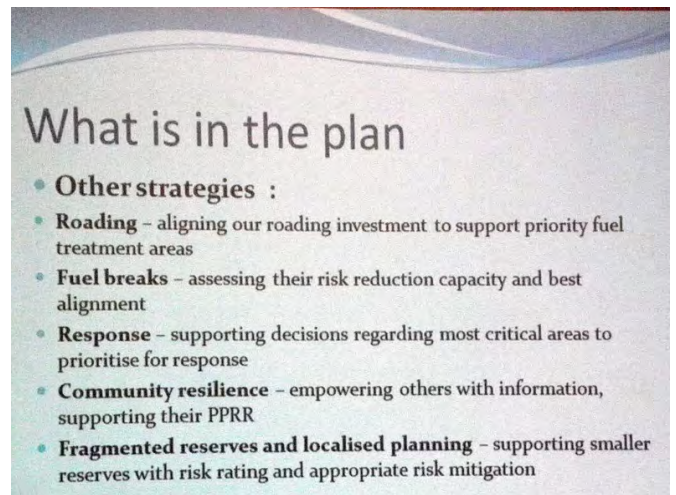 What is in the plan
Other strategies :
Roading – aligning our roading investment to support priority fuel
treatment areas
Fuel breaks – assessing their risk reduction capacity and best
alignment
Response – supporting decisions regarding most critical areas to
prioritise for response
Community resilience – empowering others with information,
supporting their PPRR
Fragmented reserves and localised planning – supporting smaller
reserves with risk rating and appropriate risk mitigation